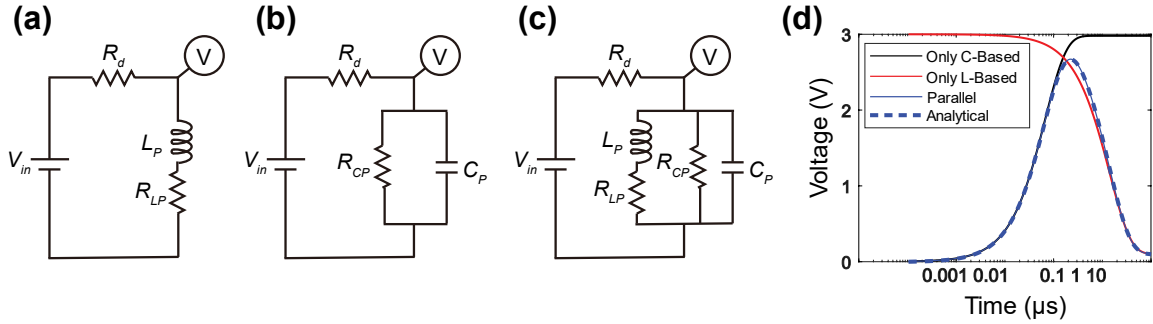 (a)
R_d
V
L_P
V_in
R_LP
(b)
R_d
V
V_in
R_CP
C_P
(c)
R_d
V
L_P
V_in
R_CP
C_P
R_LP
(d)
3
2
1
0
Voltage (V)
Only C-Based
Only L-Based
Parallel
Analytical
0.001 0.01 0.1 1 10
Time (μs)